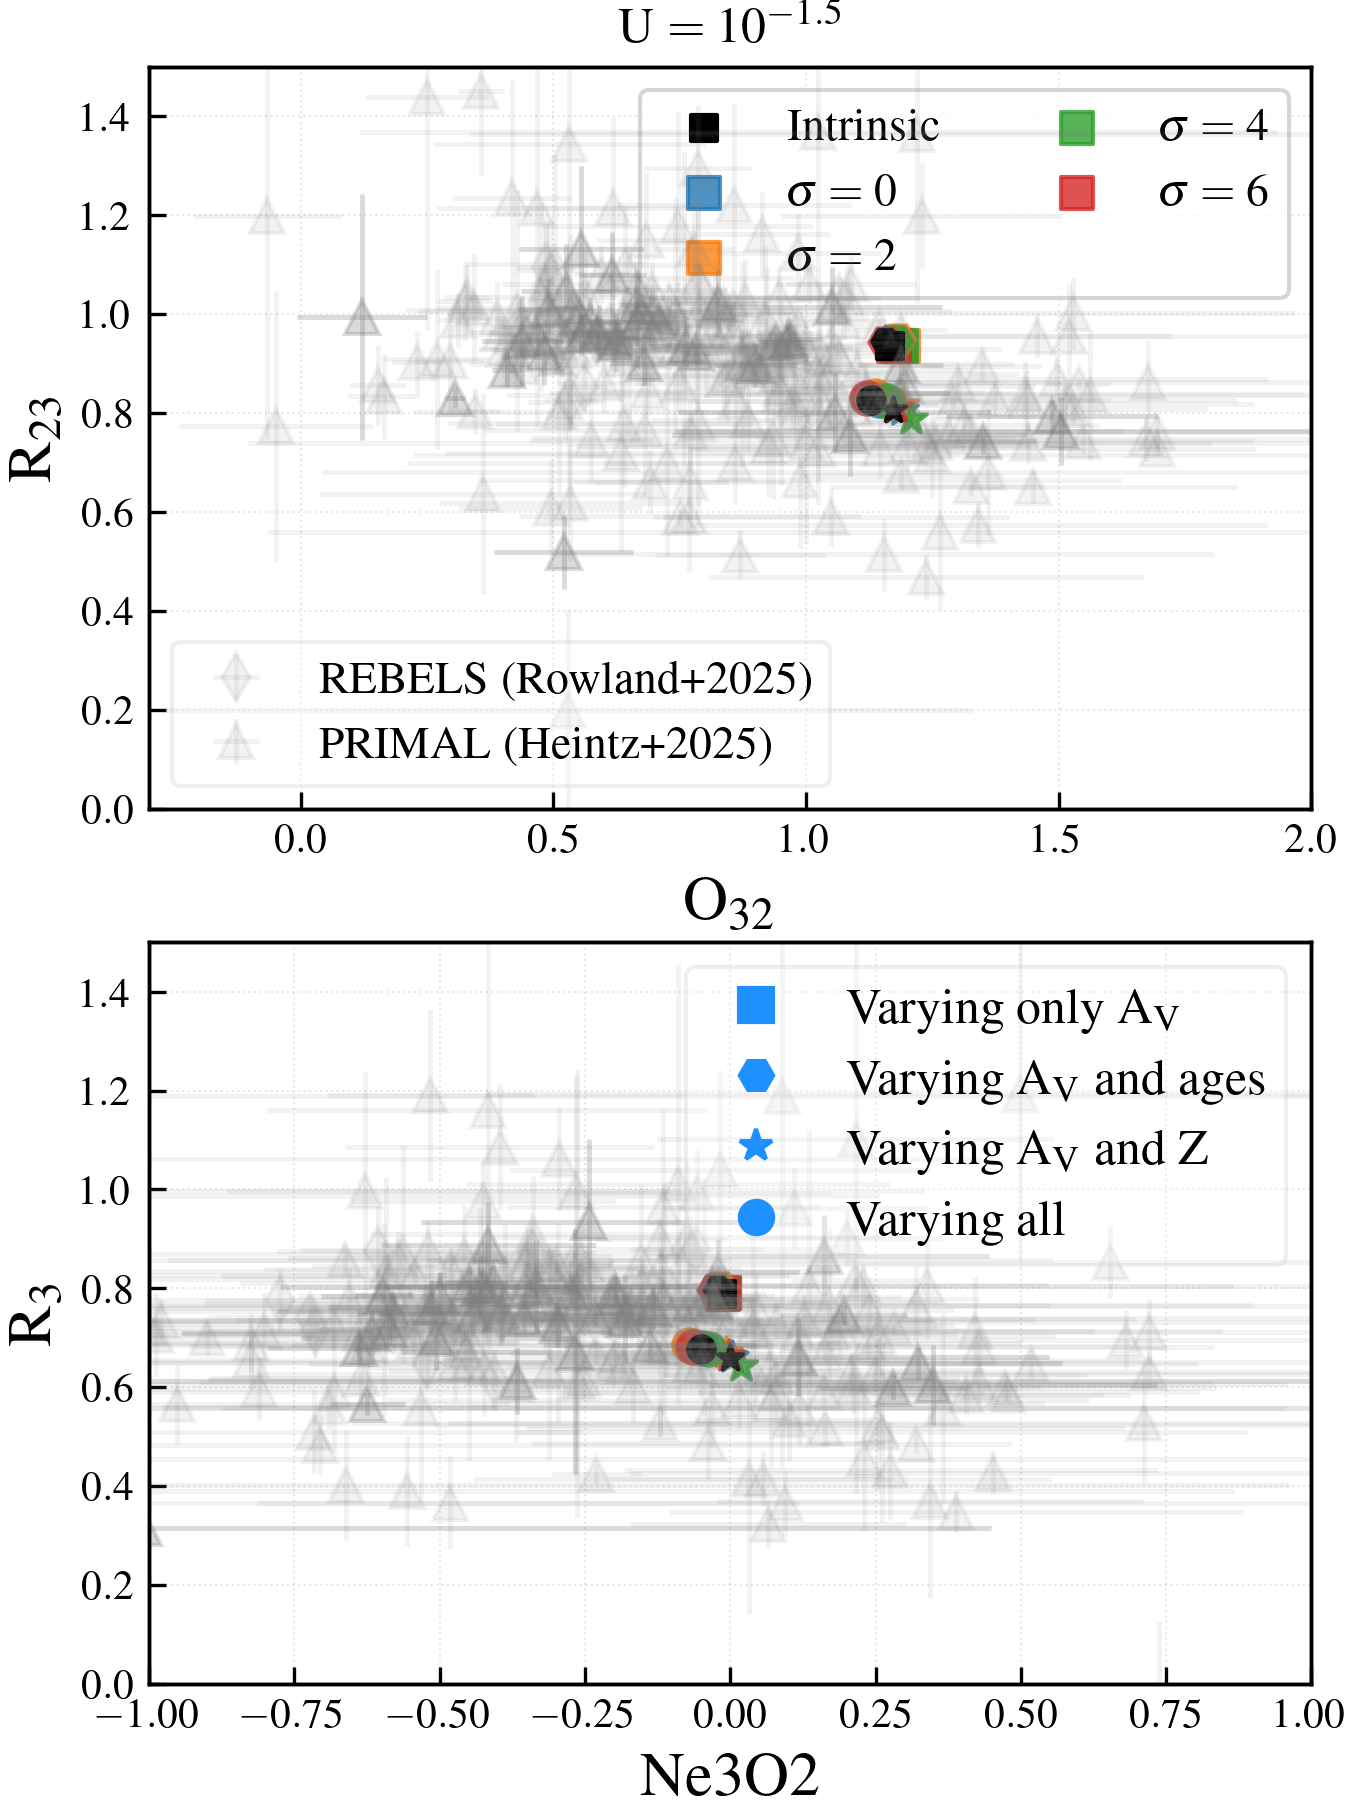 U = 10^−1.5
1.4
1.2
1.0
0.8
0.6
0.4
0.2
0.0
R₂₃
Intrinsic
σ = 0
σ = 2
σ = 4
σ = 6
REBELS (Rowland+2025)
PRIMAL (Heintz+2025)
0.0
0.5
1.0
1.5
2.0
O₃₂
1.4
1.2
1.0
0.8
0.6
0.4
0.2
0.0
R₃
Varying only A_V
Varying A_V and ages
Varying A_V and Z
Varying all
−1.00
−0.75
−0.50
−0.25
0.00
0.25
0.50
0.75
1.00
Ne3O2